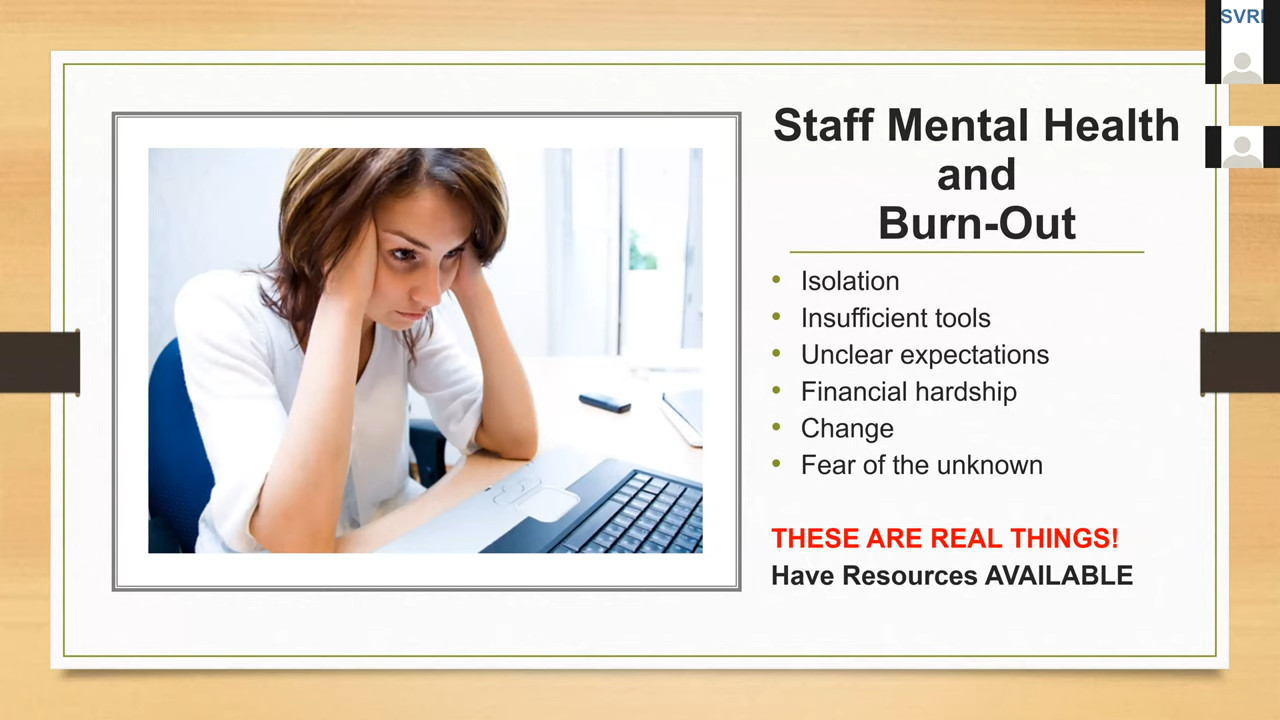 Staff Mental Health
and
Burn-Out
• Isolation
• Insufficient tools
• Unclear expectations
• Financial hardship
• Change
• Fear of the unknown
THESE ARE REAL THINGS!
Have Resources AVAILABLE